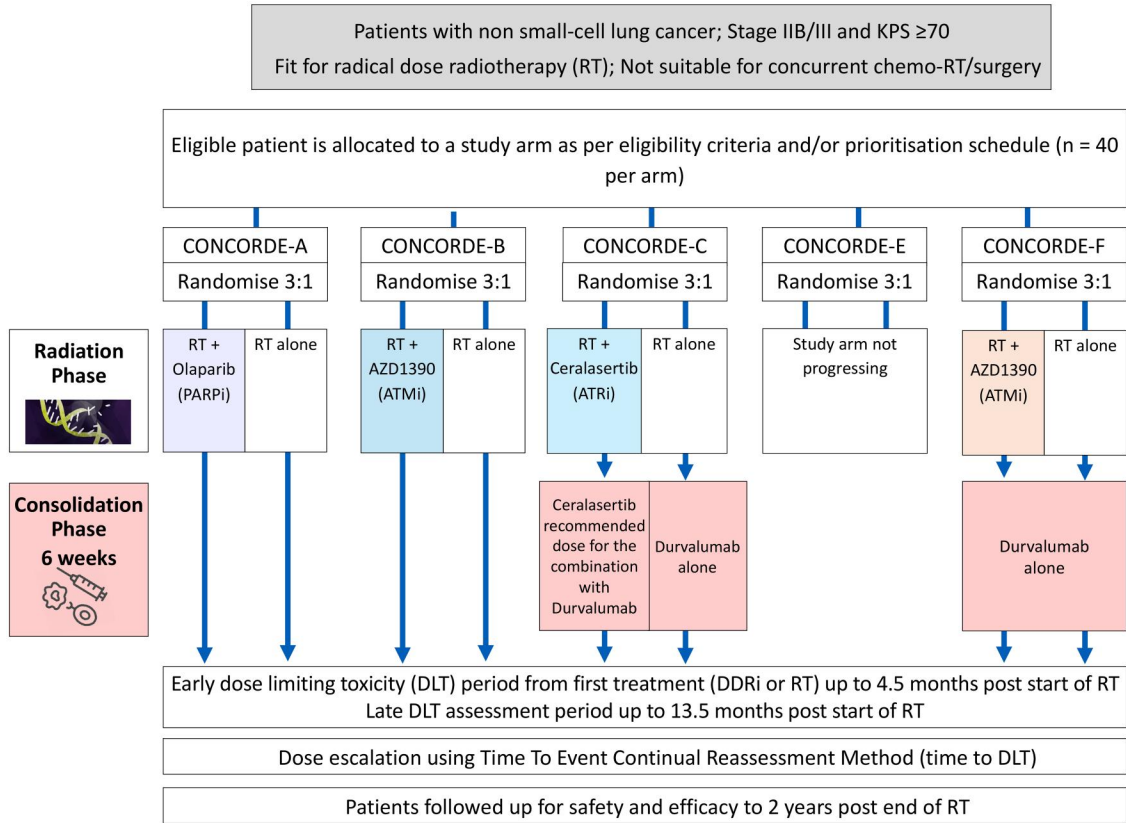 Patients with non small-cell lung cancer; Stage IIB/III and KPS ≥70
Fit for radical dose radiotherapy (RT); Not suitable for concurrent chemo-RT/surgery
Eligible patient is allocated to a study arm as per eligibility criteria and/or prioritisation schedule (n = 40
per arm)
CONCORDE-A
Randomise 3:1
CONCORDE-B
Randomise 3:1
CONCORDE-C
Randomise 3:1
CONCORDE-E
Randomise 3:1
CONCORDE-F
Randomise 3:1
Radiation
Phase
RT +
Olaparib
(PARPi)
RT alone
RT +
AZD1390
(ATMi)
RT alone
RT +
Ceralasertib
(ATRi)
RT alone
Study arm not
progressing
RT +
AZD1390
(ATMi)
RT alone
Consolidation
Phase
6 weeks
Ceralasertib
recommended
dose for the
combination
with
Durvalumab
Durvalumab
alone
Durvalumab
alone
Early dose limiting toxicity (DLT) period from first treatment (DDRi or RT) up to 4.5 months post start of RT
Late DLT assessment period up to 13.5 months post start of RT
Dose escalation using Time To Event Continual Reassessment Method (time to DLT)
Patients followed up for safety and efficacy to 2 years post end of RT